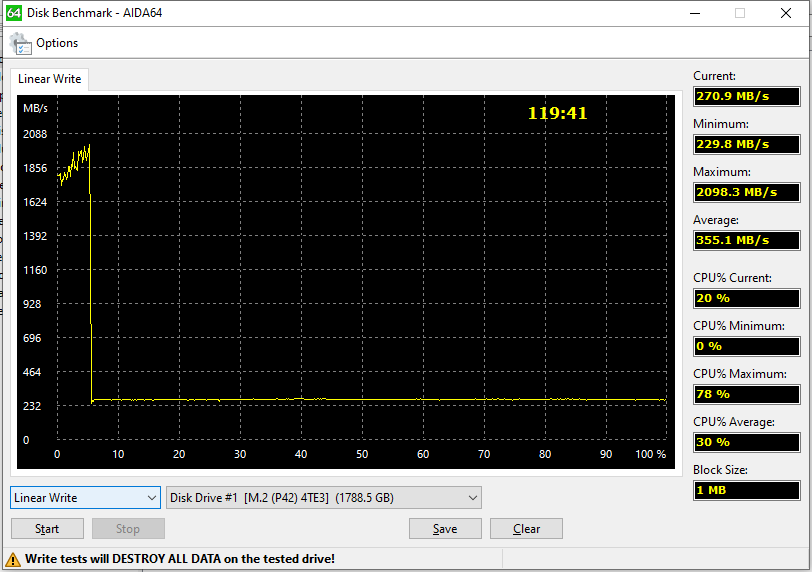 64 Disk Benchmark - AIDA64
Options
Linear Write
MB/s
119:41
2088
1856
1624
1392
1160
928
696
464
232
0
0 10 20 30 40 50 60 70 80 90 100 %
Current:
270.9 MB/s
Minimum:
229.8 MB/s
Maximum:
2098.3 MB/s
Average:
355.1 MB/s
CPU% Current:
20 %
CPU% Minimum:
0 %
CPU% Maximum:
78 %
CPU% Average:
30 %
Block Size:
1 MB
Linear Write Disk Drive #1 [M.2 (P42) 4TE3] (1788.5 GB)
Start Stop Save Clear
Write tests will DESTROY ALL DATA on the tested drive!